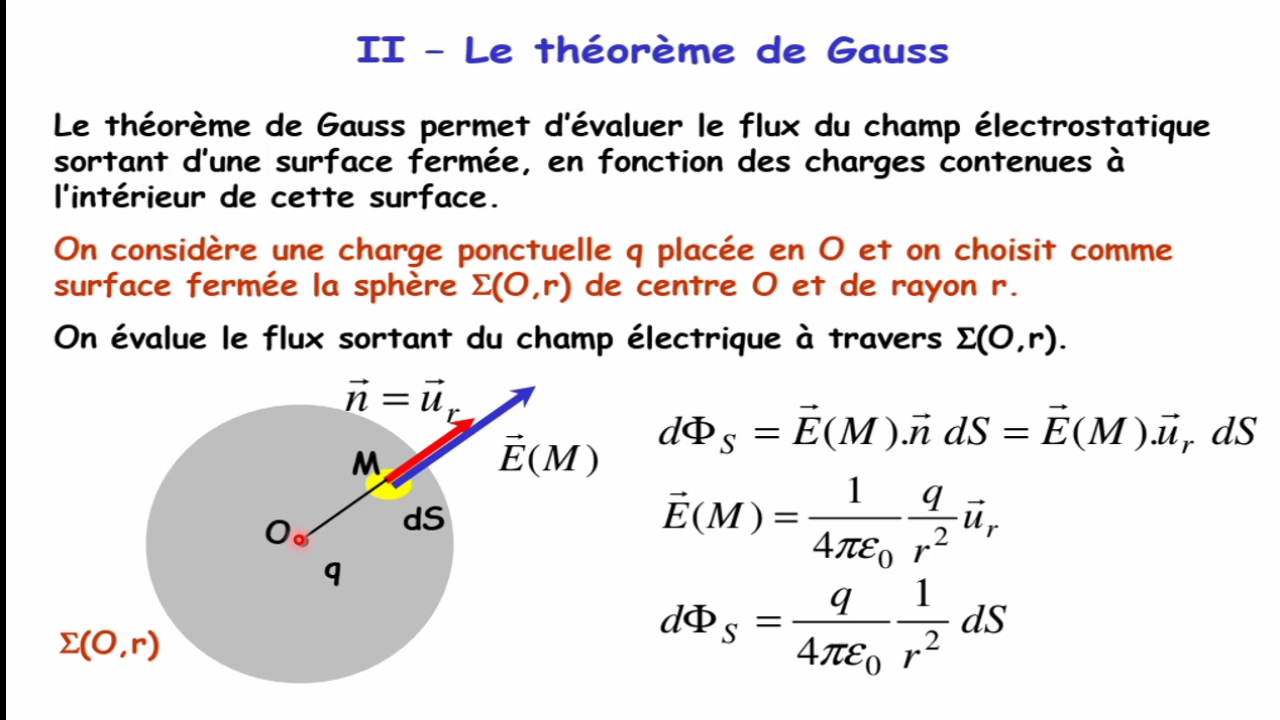 II – Le théorème de Gauss
Le théorème de Gauss permet d’évaluer le flux du champ électrostatique
sortant d’une surface fermée, en fonction des charges contenues à
l’intérieur de cette surface.
On considère une charge ponctuelle q placée en O et on choisit comme
surface fermée la sphère Σ(O,r) de centre O et de rayon r.
On évalue le flux sortant du champ électrique à travers Σ(O,r).
n⃗ = u⃗ᵣ
E⃗(M)
M
dS
O
q
Σ(O,r)
dΦ_S = E⃗(M).n⃗ dS = E⃗(M).u⃗ᵣ dS
E⃗(M) = 1/(4πε₀) q/r² u⃗ᵣ
dΦ_S = q/(4πε₀) 1/r² dS